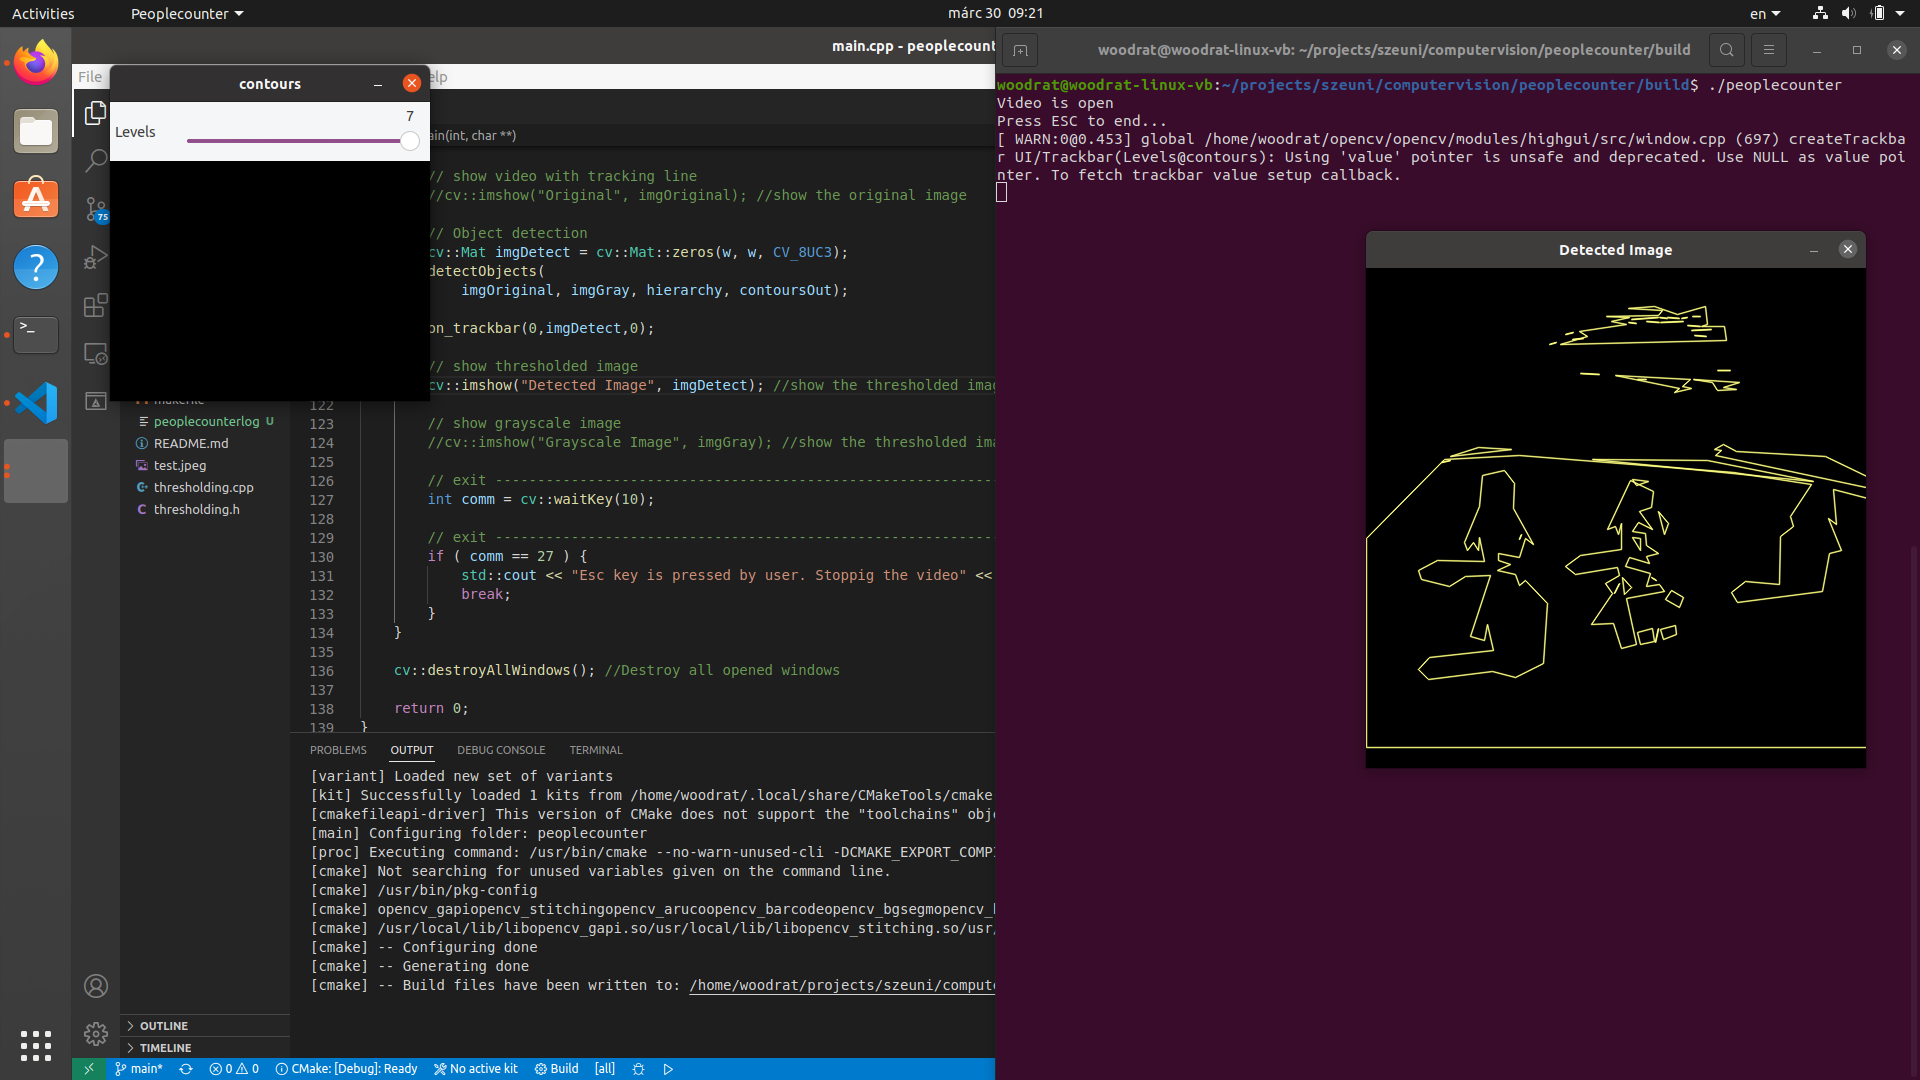 Activities
Peoplecounter
márc 30 09:21
en
main.cpp - peoplecount
File
elp
contours
7
Levels
ain(int, char **)
// show video with tracking line
//cv::imshow("Original", imgOriginal); //show the original image
// Object detection
cv::Mat imgDetect = cv::Mat::zeros(w, w, CV_8UC3);
detectObjects(
imgOriginal, imgGray, hierarchy, contoursOut);
on_trackbar(0,imgDetect,0);
// show thresholded image
cv::imshow("Detected Image", imgDetect); //show the thresholded imag
122
123 // show grayscale image
124 //cv::imshow("Grayscale Image", imgGray); //show the thresholded ima
125
126 // exit ------------------------------------------------------------
127 int comm = cv::waitKey(10);
128
129 // exit ------------------------------------------------------------
130 if ( comm == 27 ) {
131 std::cout << "Esc key is pressed by user. Stoppig the video" <<
132 break;
133 }
134 }
135
136 cv::destroyAllWindows(); //Destroy all opened windows
137
138 return 0;
139 }
75
peoplecounterlog U
README.md
test.jpeg
thresholding.cpp
thresholding.h
OUTLINE
TIMELINE
PROBLEMS OUTPUT DEBUG CONSOLE TERMINAL
[variant] Loaded new set of variants
[kit] Successfully loaded 1 kits from /home/woodrat/.local/share/CMakeTools/cmake
[cmakefileapi-driver] This version of CMake does not support the "toolchains" obj
[main] Configuring folder: peoplecounter
[proc] Executing command: /usr/bin/cmake --no-warn-unused-cli -DCMAKE_EXPORT_COMP
[cmake] Not searching for unused variables given on the command line.
[cmake] /usr/bin/pkg-config
[cmake] opencv_gapiopencv_stitchingopencv_arucoopencv_barcodeopencv_bgsegmopencv_
[cmake] /usr/local/lib/libopencv_gapi.so/usr/local/lib/libopencv_stitching.so/usr/
[cmake] -- Configuring done
[cmake] -- Generating done
[cmake] -- Build files have been written to: /home/woodrat/projects/szeuni/comput
main* 0 0 CMake: [Debug]: Ready No active kit Build [all]
woodrat@woodrat-linux-vb: ~/projects/szeuni/computervision/peoplecounter/build
woodrat@woodrat-linux-vb:~/projects/szeuni/computervision/peoplecounter/build$ ./peoplecounter
Video is open
Press ESC to end...
[ WARN:0@0.453] global /home/woodrat/opencv/opencv/modules/highgui/src/window.cpp (697) createTrackba
r UI/Trackbar(Levels@contours): Using 'value' pointer is unsafe and deprecated. Use NULL as value poi
nter. To fetch trackbar value setup callback.
Detected Image